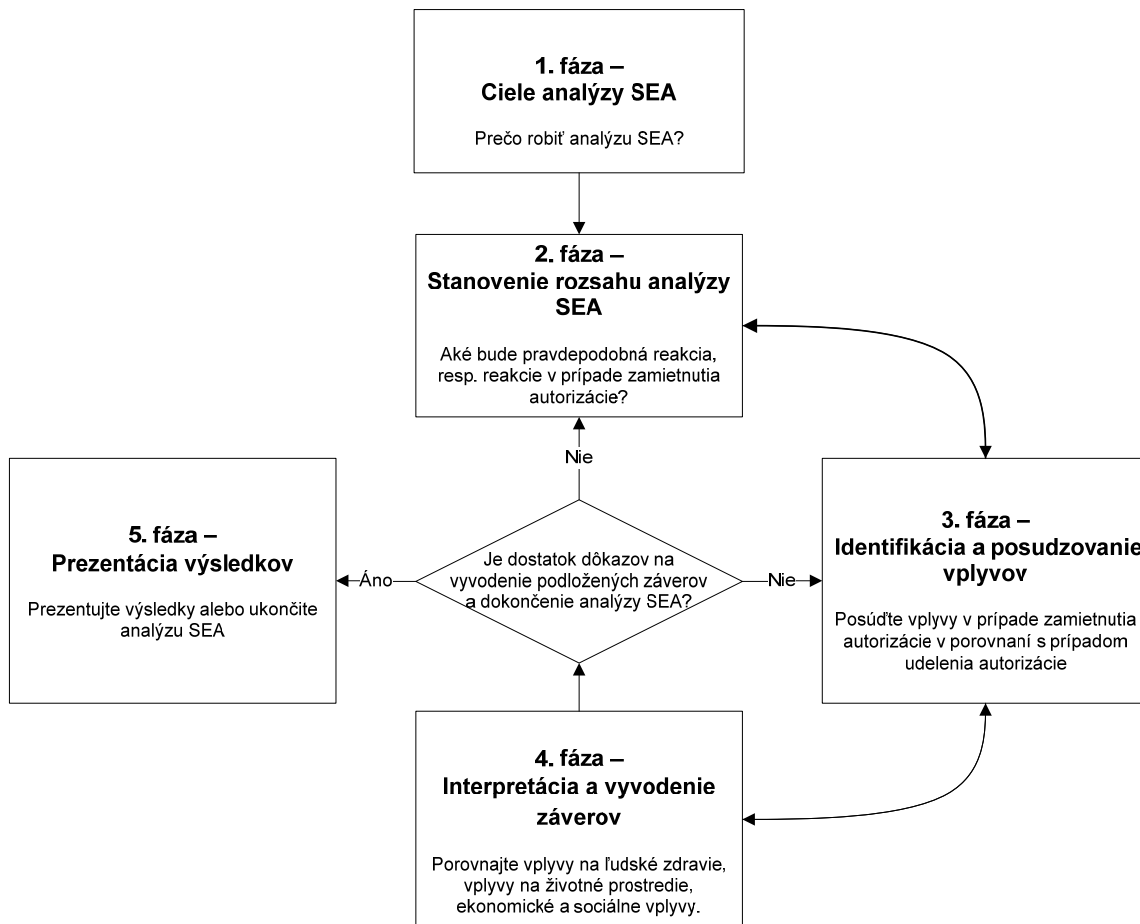 1. fáza –
Ciele analýzy SEA
Prečo robiť analýzu SEA?
2. fáza –
Stanovenie rozsahu analýzy
SEA
Aké bude pravdepodobná reakcia,
resp. reakcie v prípade zamietnutia
autorizácie?
Nie
5. fáza –
Prezentácia výsledkov
Prezentujte výsledky alebo ukončite
analýzu SEA
Áno
Je dostatok dôkazov na
vyvodenie podložených záverov
a dokončenie analýzy SEA?
Nie
3. fáza –
Identifikácia a posudzovanie
vplyvov
Posúďte vplyvy v prípade zamietnutia
autorizácie v porovnaní s prípadom
udelenia autorizácie
4. fáza –
Interpretácia a vyvodenie
záverov
Porovnajte vplyvy na ľudské zdravie,
vplyvy na životné prostredie,
ekonomické a sociálne vplyvy.